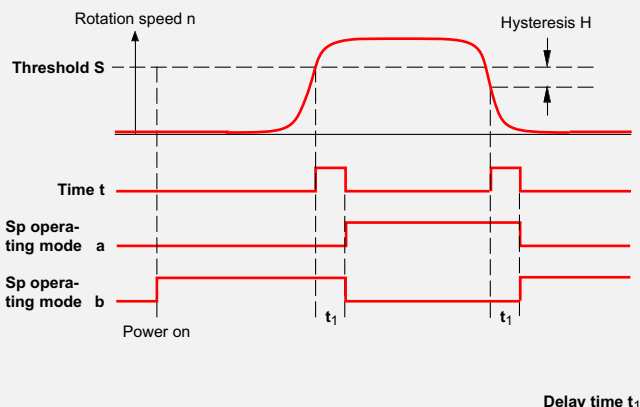 Rotation speed n
Hysteresis H
Threshold S
Time t
Sp opera-
ting mode a
Sp opera-
ting mode b
t1
t1
Power on
Delay time t1